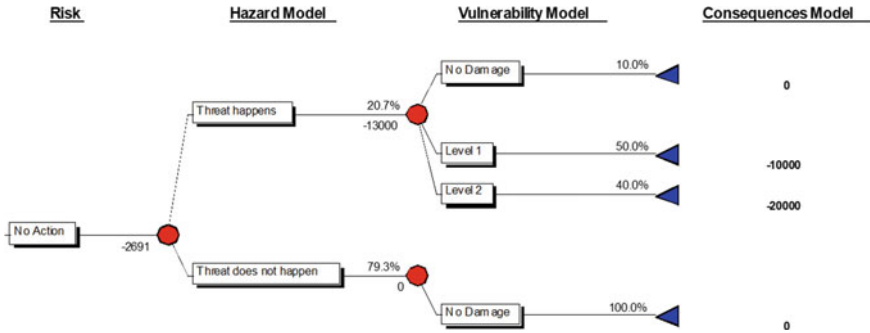 Risk Hazard Model Vulnerability Model Consequences Model
No Damage 10.0%
0
Threat happens 20.7%
-13000
Level 1 50.0%
-10000
Level 2 40.0%
-20000
No Action
-2691
Threat does not happen 79.3%
0
No Damage 100.0%
0